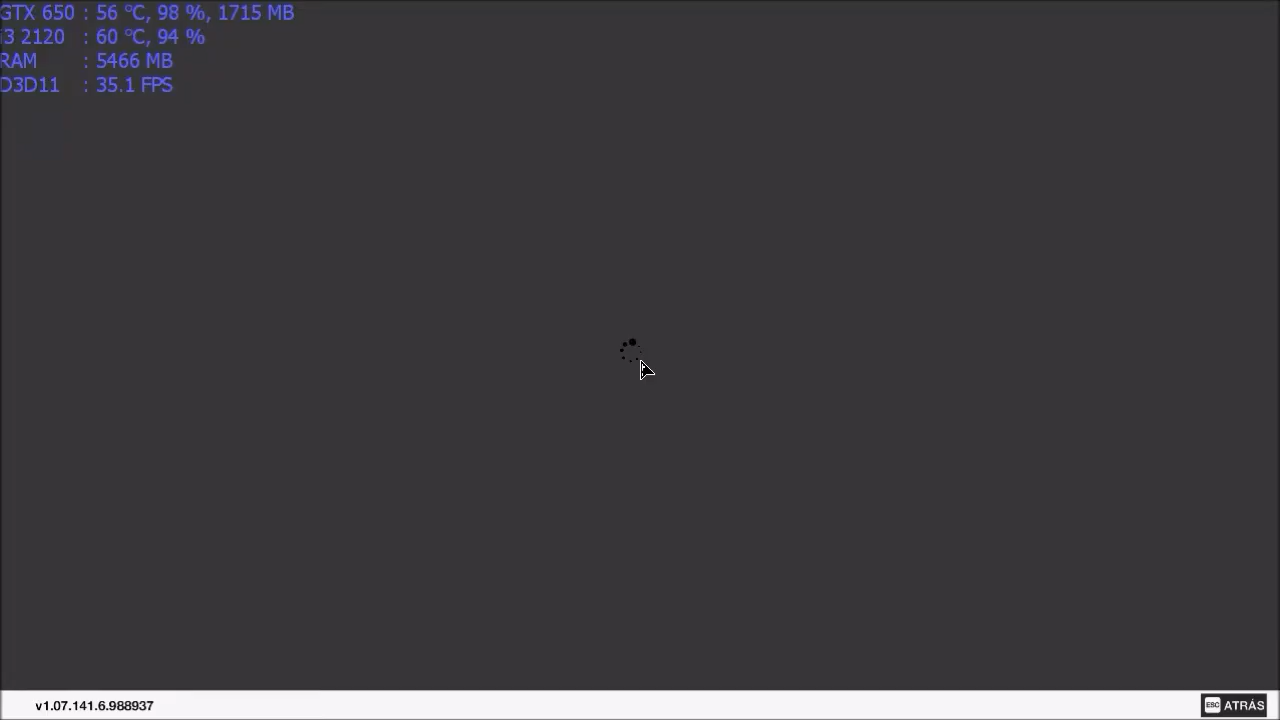 GTX 650 : 56 °C, 98 %, 1715 MB
i3 2120 : 60 °C, 94 %
RAM : 5466 MB
D3D11 : 35.1 FPS
v1.07.141.6.988937
ESC ATRÁS